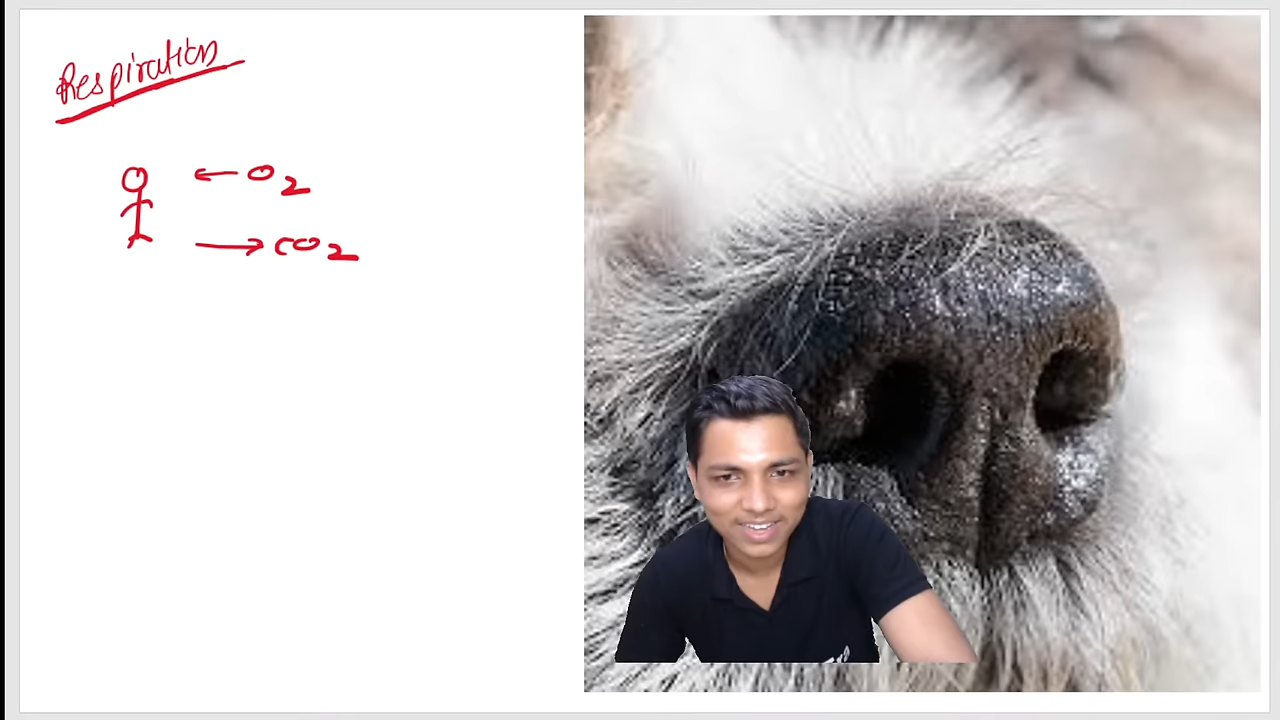 Respiration
← O2
→ CO2